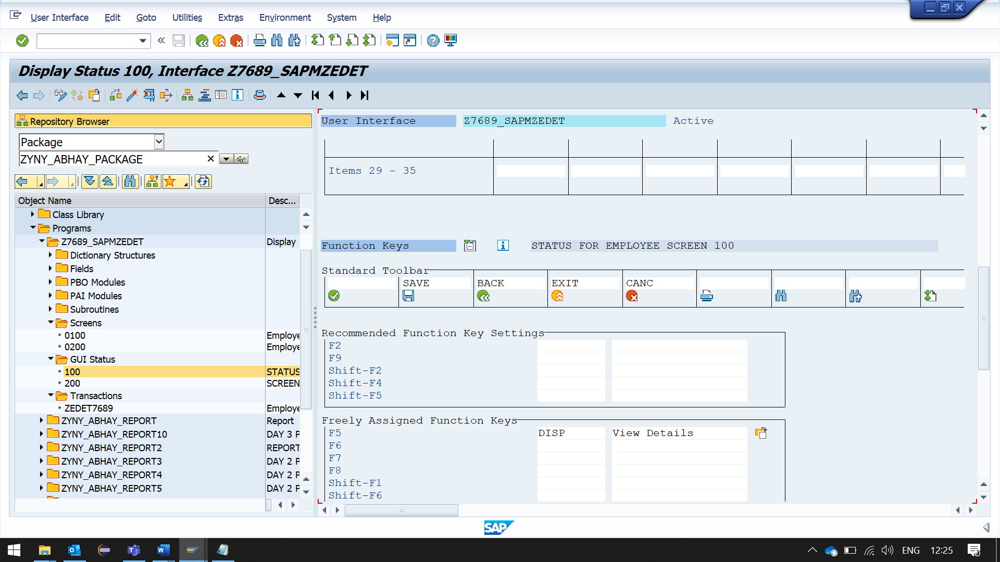 User Interface Edit Goto Utilities Extras Environment System Help
Display Status 100, Interface Z7689_SAPMZEDET
Repository Browser
Package
ZYNY_ABHAY_PACKAGE
Object Name Desc...
Class Library
Programs
Z7689_SAPMZEDET Display
Dictionary Structures
Fields
PBO Modules
PAI Modules
Subroutines
Screens
0100 Employe
0200 Employe
GUI Status
100 STATUS
200 SCREEN
Transactions
ZEDET7689 Employe
ZYNY_ABHAY_REPORT Report
ZYNY_ABHAY_REPORT10 DAY 3 P
ZYNY_ABHAY_REPORT2 REPORT
ZYNY_ABHAY_REPORT3 DAY 2 P
ZYNY_ABHAY_REPORT4 DAY 2 P
ZYNY_ABHAY_REPORT5 DAY 2 P
User Interface Z7689_SAPMZEDET Active
Items 29 - 35
Function Keys STATUS FOR EMPLOYEE SCREEN 100
Standard Toolbar
SAVE BACK EXIT CANC
Recommended Function Key Settings
F2
F9
Shift-F2
Shift-F4
Shift-F5
Freely Assigned Function Keys
F5 DISP View Details
F6
F7
F8
Shift-F1
Shift-F6
SAP
ENG 12:25